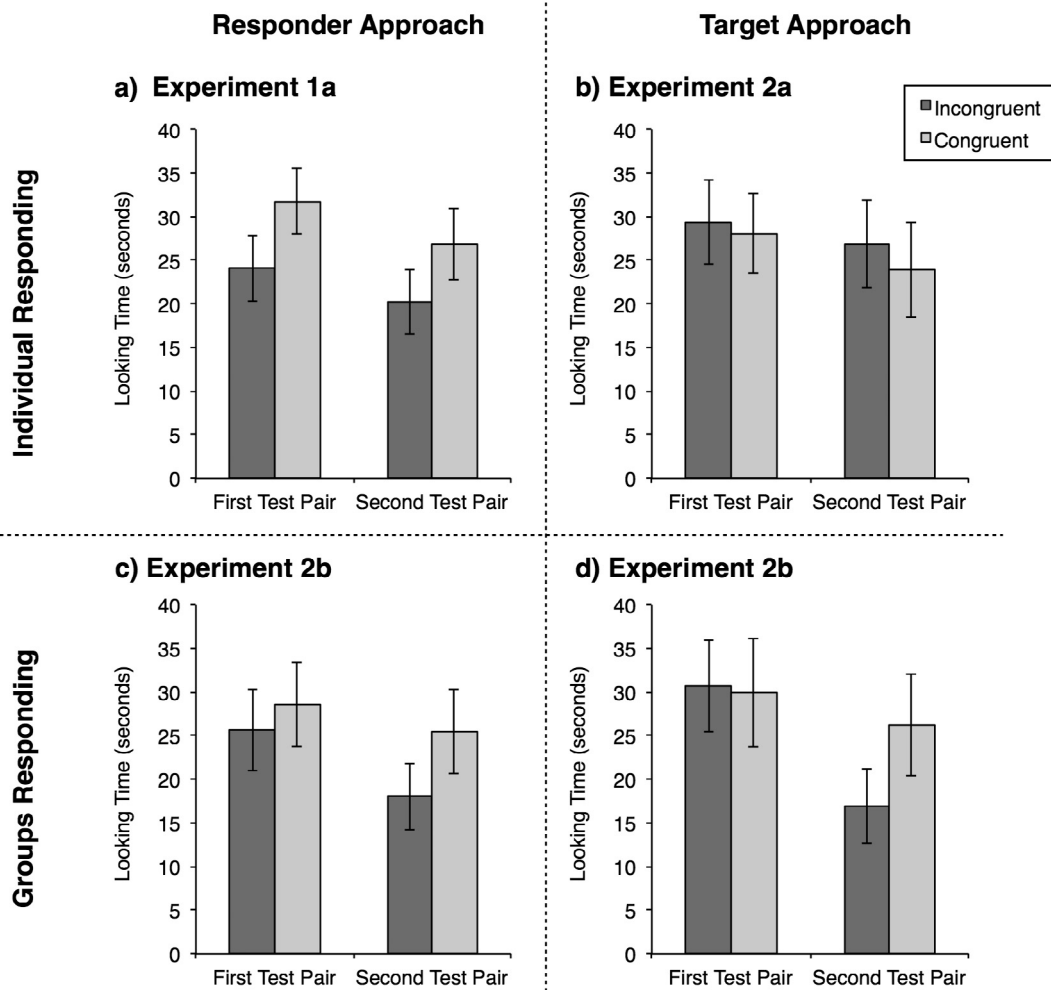 Responder Approach
Target Approach
Individual Responding
a) Experiment 1a
Looking Time (seconds)
40
35
30
25
20
15
10
5
0
First Test Pair Second Test Pair
b) Experiment 2a
Incongruent
Congruent
Looking Time (seconds)
40
35
30
25
20
15
10
5
0
First Test Pair Second Test Pair
Groups Responding
c) Experiment 2b
Looking Time (seconds)
40
35
30
25
20
15
10
5
0
First Test Pair Second Test Pair
d) Experiment 2b
Looking Time (seconds)
40
35
30
25
20
15
10
5
0
First Test Pair Second Test Pair